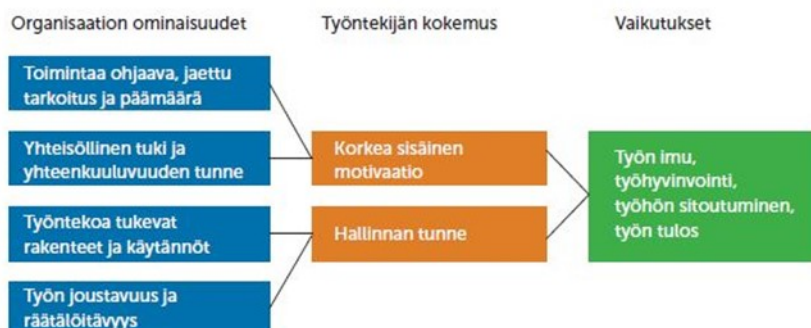 Organisaation ominaisuudet
Työntekijän kokemus
Vaikutukset
Toimintaa ohjaava, jaettu
tarkoitus ja päämäärä
Yhteisöllinen tuki ja
yhteenkuuluvuuden tunne
Työntekoa tukevat
rakenteet ja käytännöt
Työn joustavuus ja
räätälöitävyys
Korkea sisäinen
motivaatio
Hallinnan tunne
Työn imu,
työhyvinvointi,
työhön sitoutuminen,
työn tulos